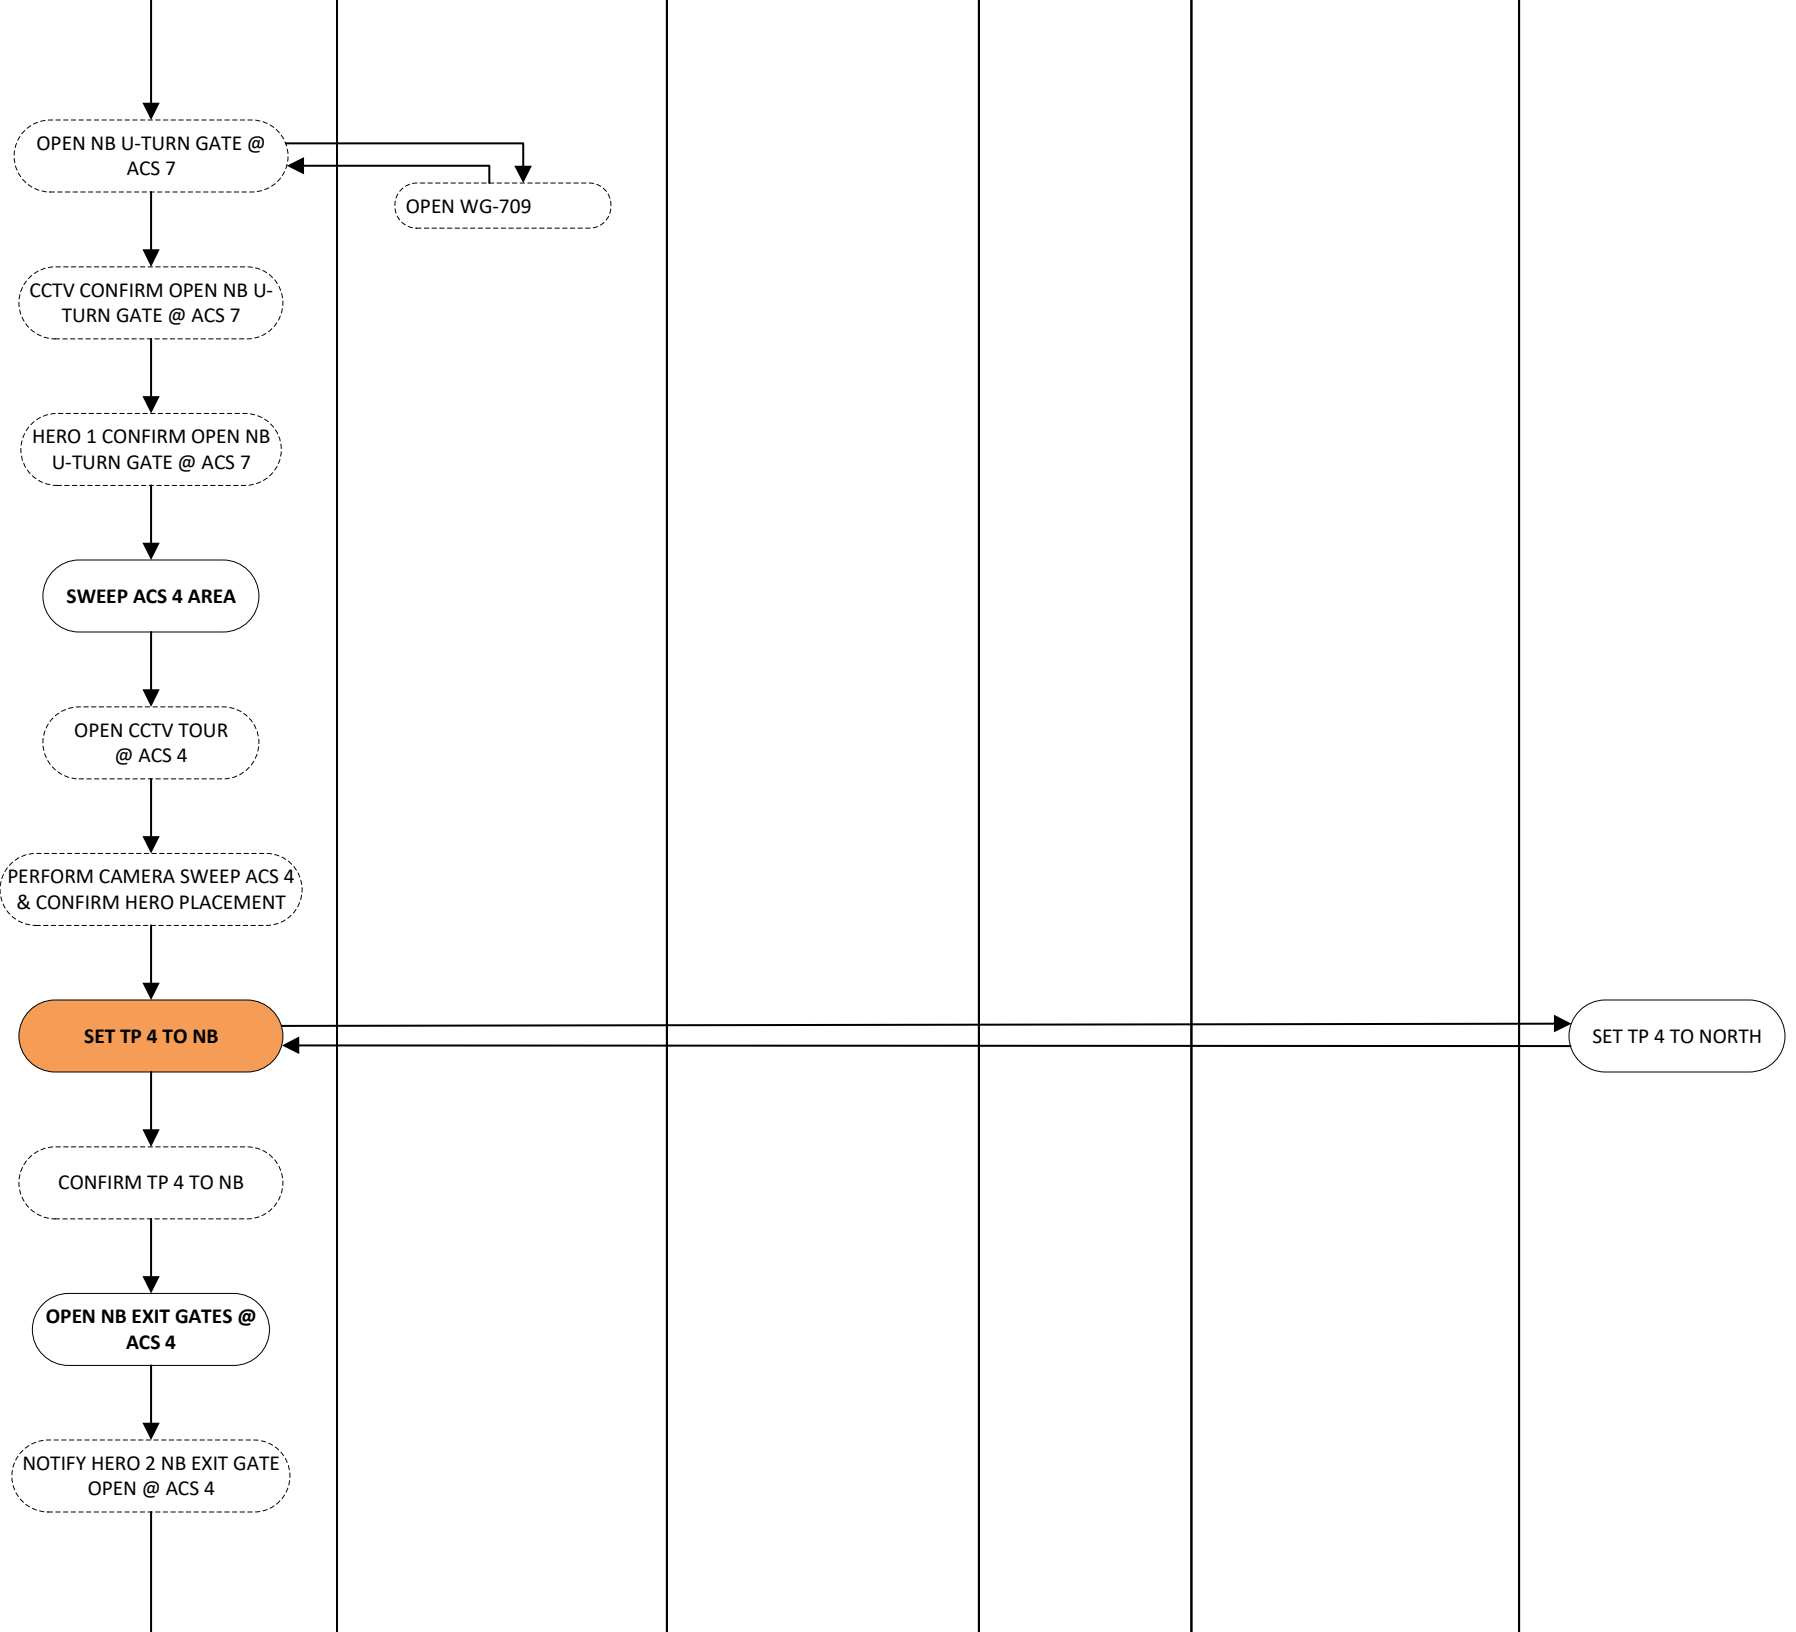 OPEN NB U-TURN GATE @
ACS 7
OPEN WG-709
CCTV CONFIRM OPEN NB U-
TURN GATE @ ACS 7
HERO 1 CONFIRM OPEN NB
U-TURN GATE @ ACS 7
SWEEP ACS 4 AREA
OPEN CCTV TOUR
@ ACS 4
PERFORM CAMERA SWEEP ACS 4
& CONFIRM HERO PLACEMENT
SET TP 4 TO NB
SET TP 4 TO NORTH
CONFIRM TP 4 TO NB
OPEN NB EXIT GATES @
ACS 4
NOTIFY HERO 2 NB EXIT GATE
OPEN @ ACS 4